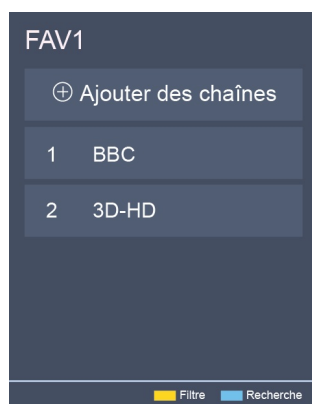 FAV1
⊕ Ajouter des chaînes
1 BBC
2 3D-HD
Filtre Recherche